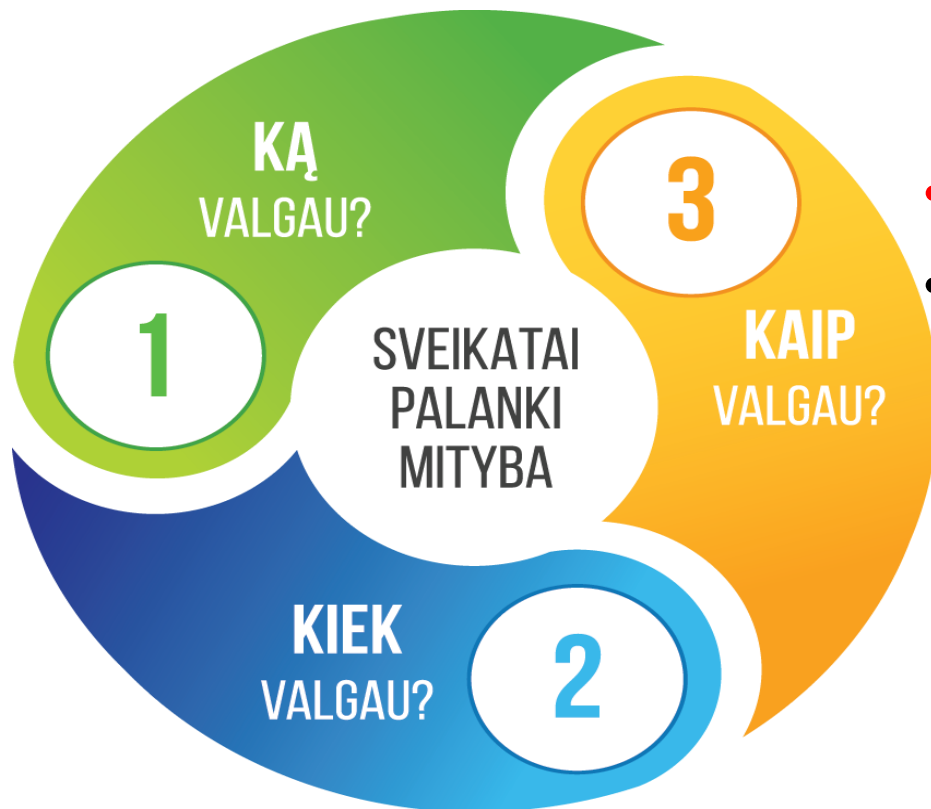 KĄ
VALGAU?
1
SVEIKATAI
PALANKI
MITYBA
KIEK
VALGAU?
2
3
KAIP
VALGAU?